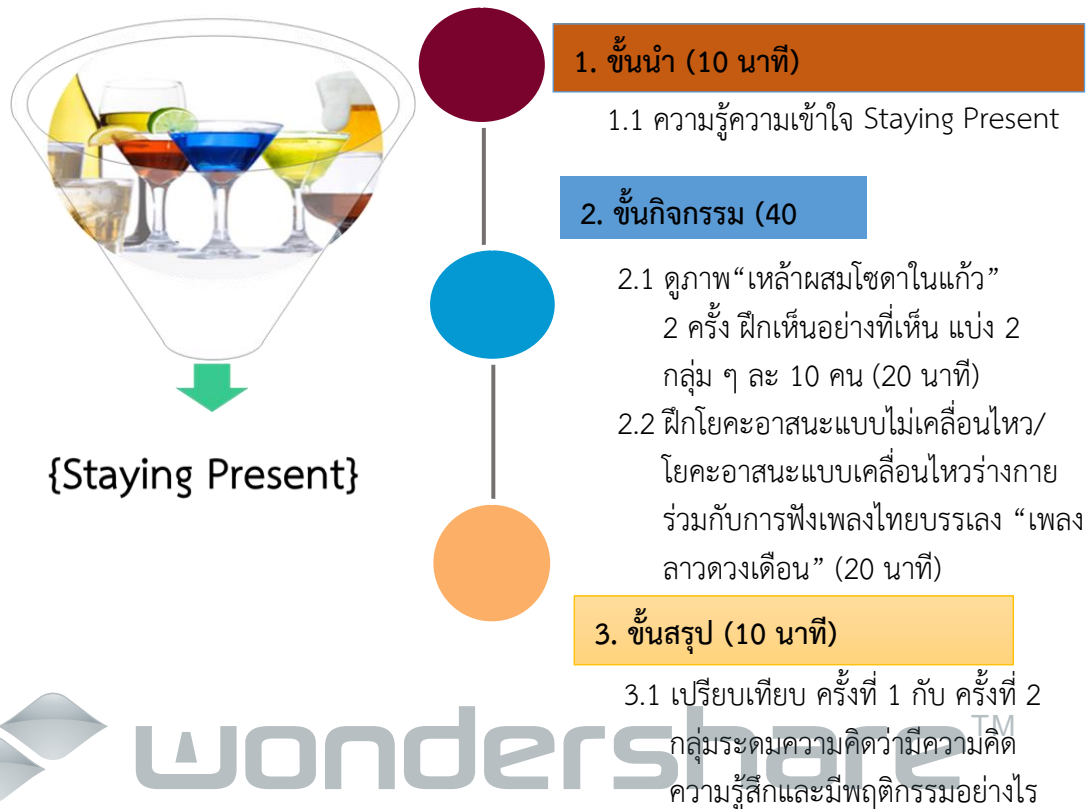 1. ขั้นนำ (10 นาที)
1.1 ความรู้ความเข้าใจ Staying Present
2. ขั้นกิจกรรม (40
2.1 ดูภาพ“เหล้าผสมโซดาในแก้ว”
2 ครั้ง ฝึกเห็นอย่างที่เห็น แบ่ง 2
กลุ่ม ๆ ละ 10 คน (20 นาที)
2.2 ฝึกโยคะอาสนะแบบไม่เคลื่อนไหว/
โยคะอาสนะแบบเคลื่อนไหวร่างกาย
ร่วมกับการฟังเพลงไทยบรรเลง “เพลง
ลาวดวงเดือน” (20 นาที)
{Staying Present}
3. ขั้นสรุป (10 นาที)
3.1 เปรียบเทียบ ครั้งที่ 1 กับ ครั้งที่ 2
กลุ่มระดมความคิดว่ามีความคิด
ความรู้สึกและมีพฤติกรรมอย่างไร
wondershare™